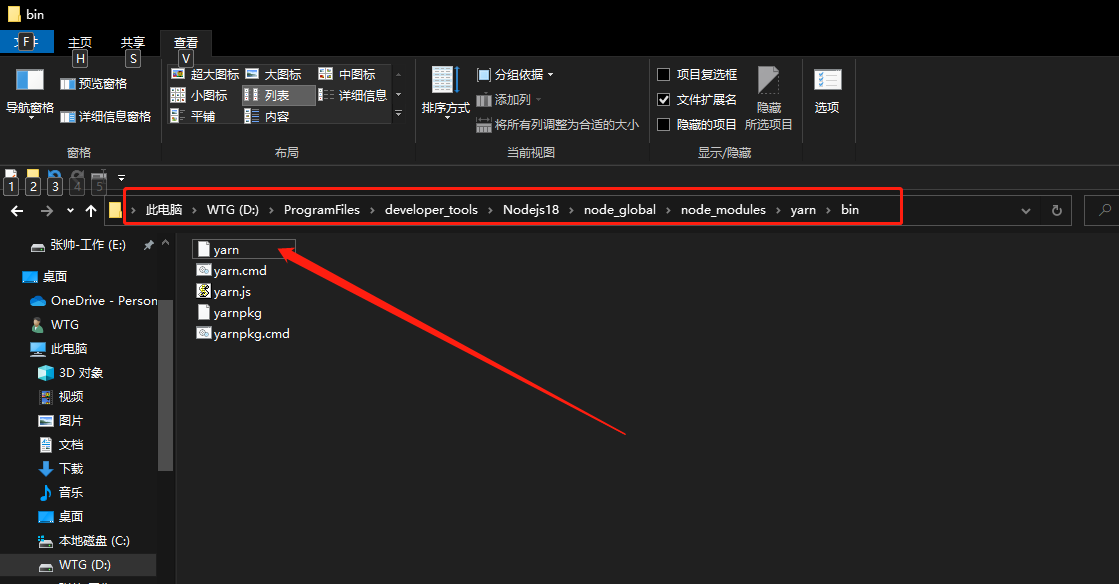 bin
文件 F
主页 H
共享 S
查看 V
导航窗格
预览窗格
详细信息窗格
窗格
超大图标 大图标 中图标
小图标 列表 详细信息
平铺 内容
布局
排序方式
分组依据
添加列
将所有列调整为合适的大小
当前视图
项目复选框
文件扩展名
隐藏的项目
隐藏
所选项目
显示/隐藏
选项
1 2 3 4 5
此电脑 WTG (D:) ProgramFiles developer_tools Nodejs18 node_global node_modules yarn bin
张帅-工作 (E:)
桌面
OneDrive - Person
WTG
此电脑
3D 对象
视频
图片
文档
下载
音乐
桌面
本地磁盘 (C:)
WTG (D:)
yarn
yarn.cmd
yarn.js
yarnpkg
yarnpkg.cmd